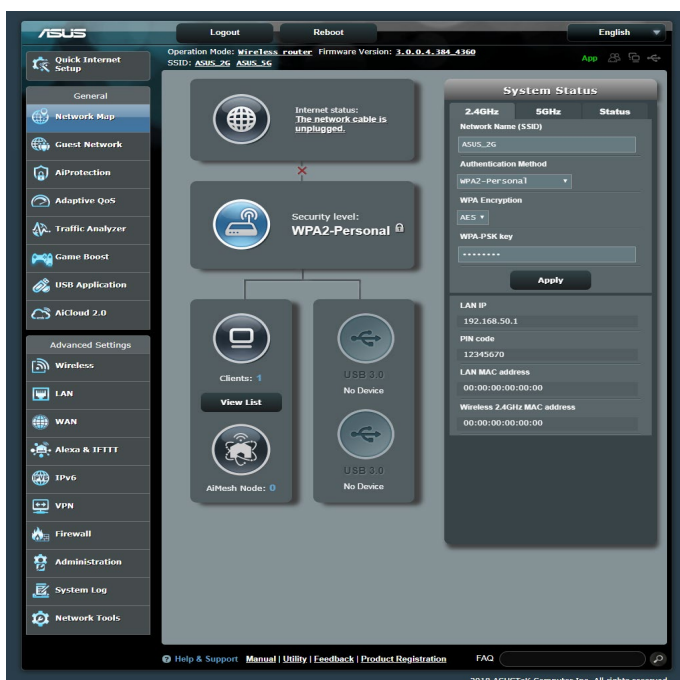 ASUS
Logout
Reboot
English
Operation Mode: Wireless router Firmware Version: 3.0.0.4.384_4360
SSID: ASUS_2G ASUS_5G
App
Quick Internet
Setup
General
Network Map
Guest Network
AiProtection
Adaptive QoS
Traffic Analyzer
Game Boost
USB Application
AiCloud 2.0
Advanced Settings
Wireless
LAN
WAN
Alexa & IFTTT
IPv6
VPN
Firewall
Administration
System Log
Network Tools
Internet status:
The network cable is
unplugged.
Security level:
WPA2-Personal
Clients: 1
View List
AiMesh Node: 0
USB 3.0
No Device
USB 3.0
No Device
System Status
2.4GHz 5GHz Status
Network Name (SSID)
ASUS_2G
Authentication Method
WPA2-Personal
WPA Encryption
AES
WPA-PSK key
········
Apply
LAN IP
192.168.50.1
PIN code
12345670
LAN MAC address
00:00:00:00:00:00
Wireless 2.4GHz MAC address
00:00:00:00:00:00
Help & Support Manual | Utility | Feedback | Product Registration FAQ